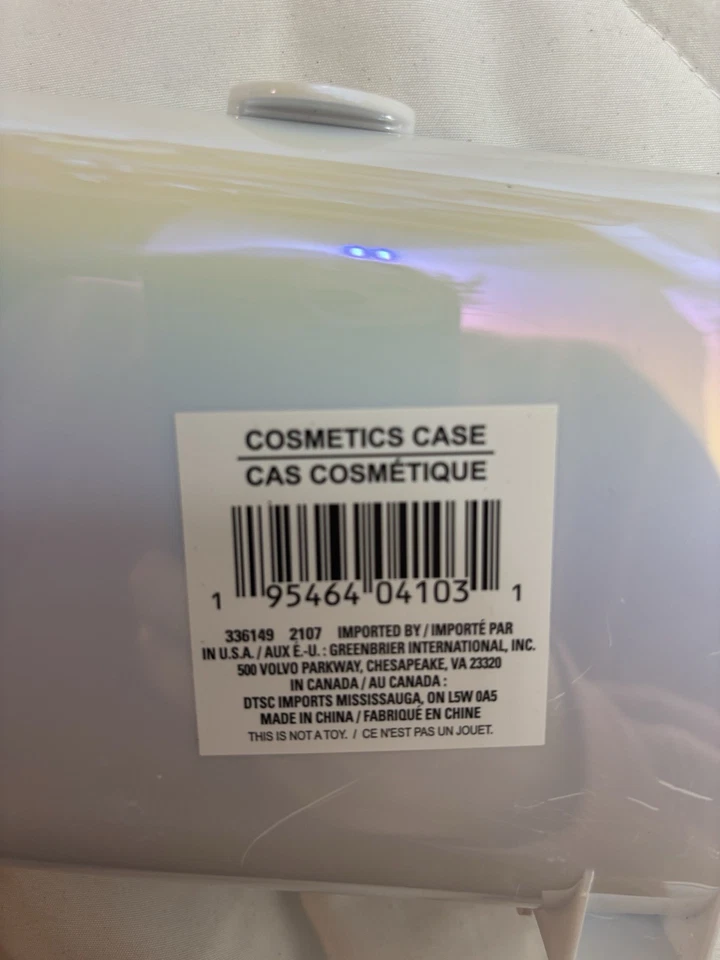 COSMETICS CASE
CAS COSMÉTIQUE
1 95464 04103 1
336149 2107 IMPORTED BY / IMPORTÉ PAR
IN U.S.A. / AUX É.-U. : GREENBRIER INTERNATIONAL, INC.
500 VOLVO PARKWAY, CHESAPEAKE, VA 23320
IN CANADA / AU CANADA :
DTSC IMPORTS MISSISSAUGA, ON L5W 0A5
MADE IN CHINA / FABRIQUÉ EN CHINE
THIS IS NOT A TOY. / CE N'EST PAS UN JOUET.